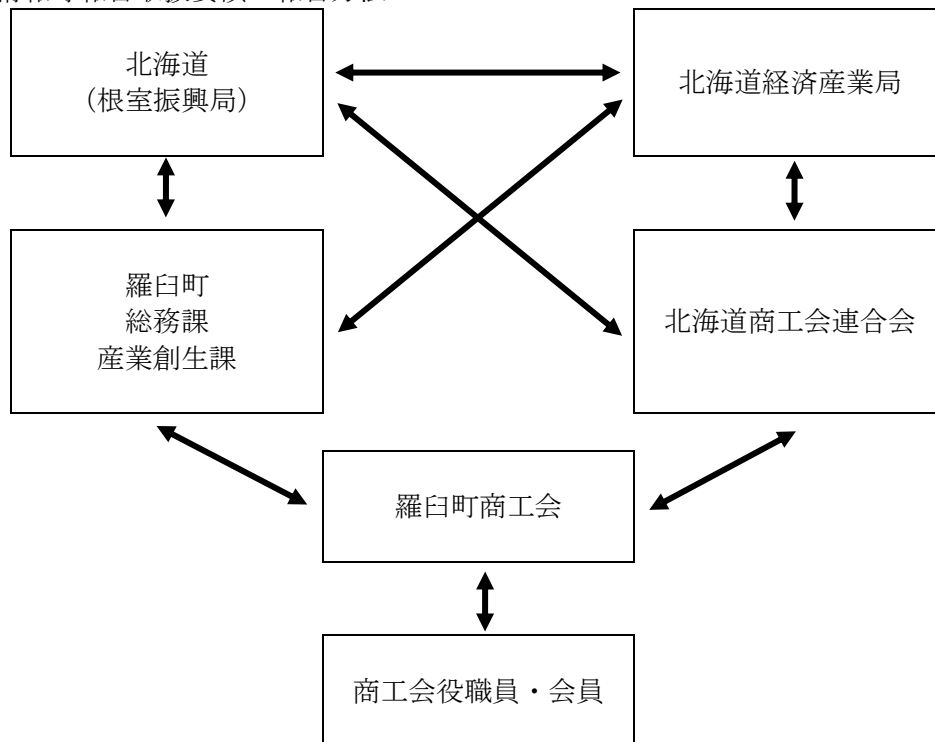 北海道
（根室振興局）
北海道経済産業局
羅臼町
総務課
産業創生課
北海道商工会連合会
羅臼町商工会
商工会役職員・会員